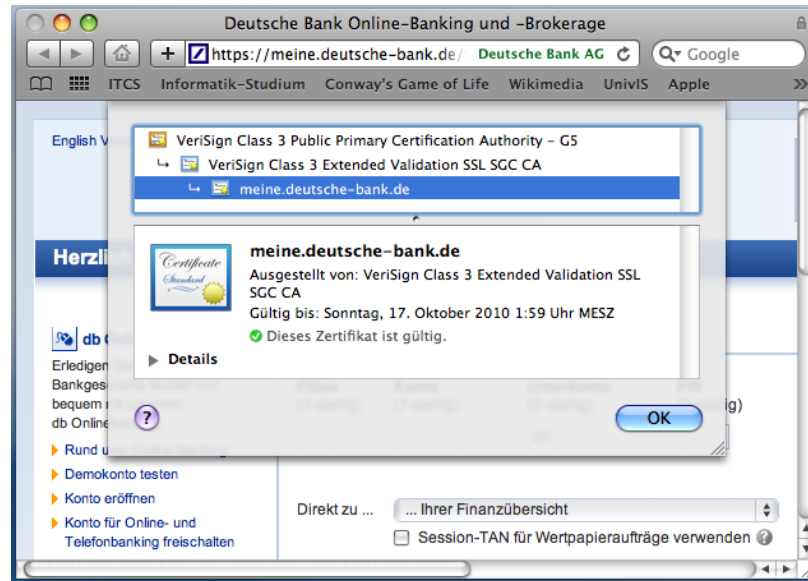 Deutsche Bank Online-Banking und -Brokerage
https://meine.deutsche-bank.de/ Deutsche Bank AG Google
ITCS Informatik-Studium Conway's Game of Life Wikimedia UnivIS Apple
English
VeriSign Class 3 Public Primary Certification Authority - G5
VeriSign Class 3 Extended Validation SSL SGC CA
meine.deutsche-bank.de
Herzli
meine.deutsche-bank.de
Ausgestellt von: VeriSign Class 3 Extended Validation SSL
SGC CA
Gültig bis: Sonntag, 17. Oktober 2010 1:59 Uhr MESZ
Dieses Zertifikat ist gültig.
Details
db
Erledigen
Bankges
bequem
db Online
OK
Rund
Demokonto testen
Konto eröffnen
Konto für Online- und
Telefonbanking freischalten
Direkt zu ... ... Ihrer Finanzübersicht
Session-TAN für Wertpapieraufträge verwenden